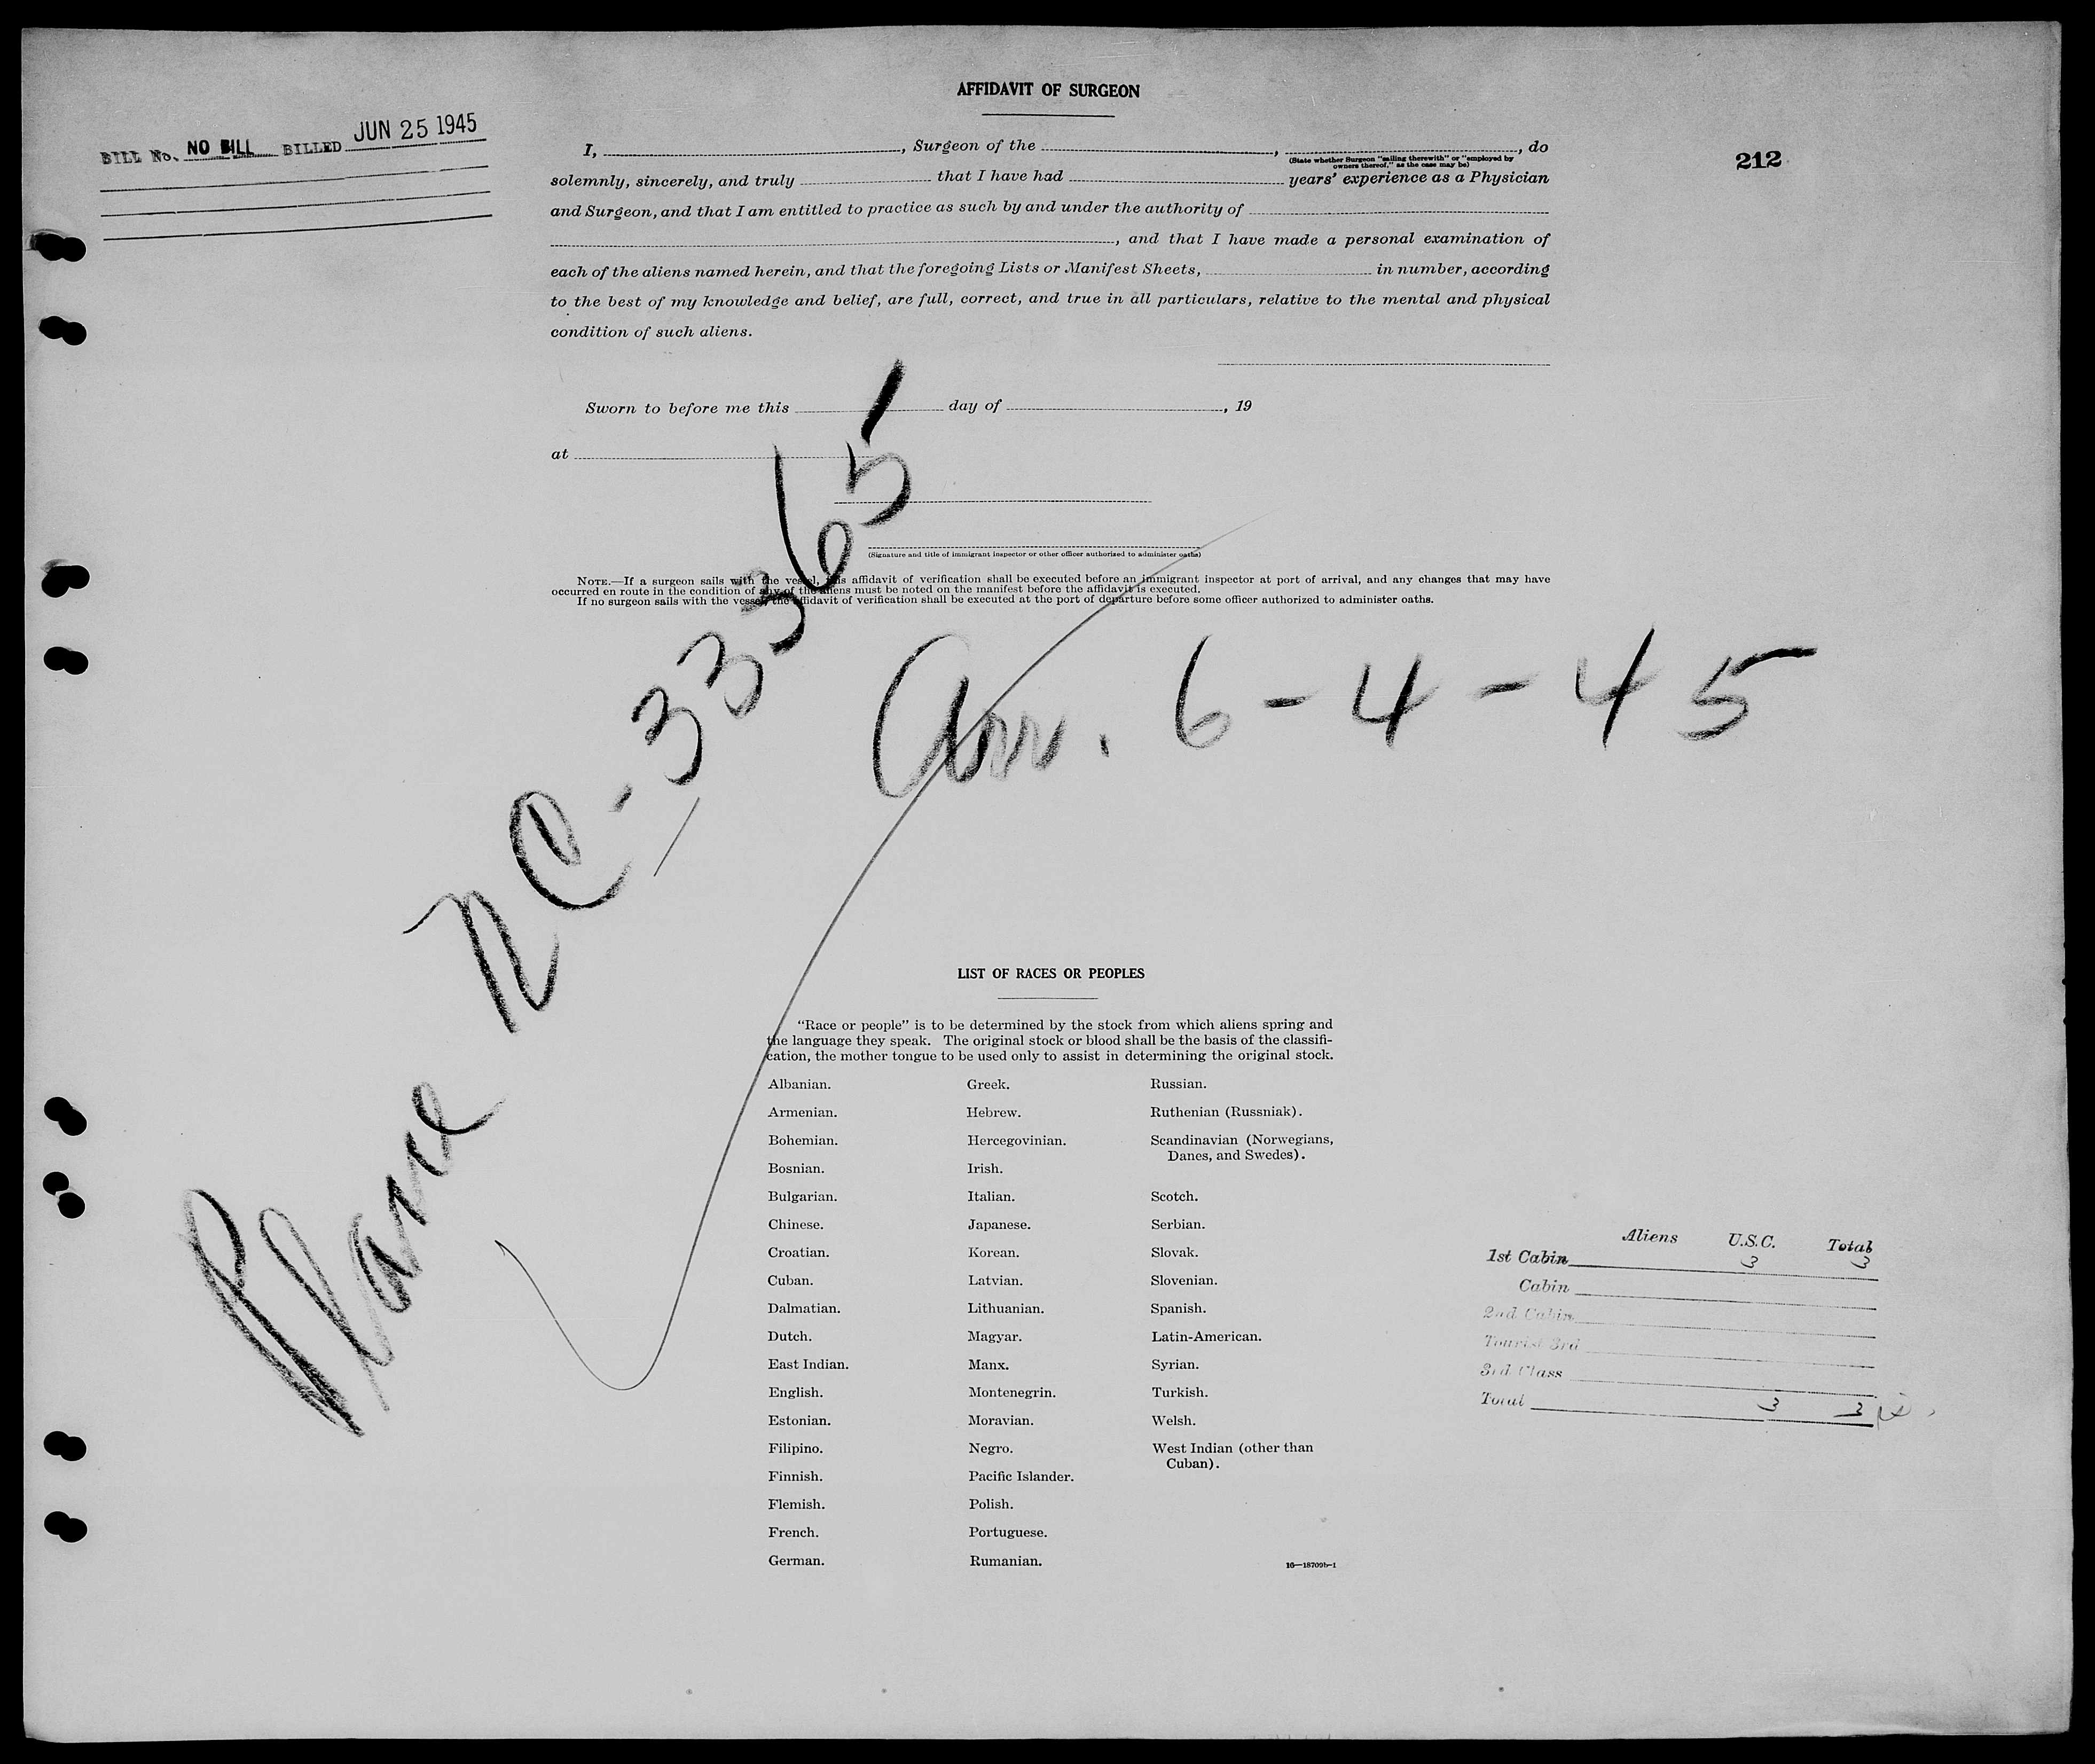 AFFIDAVIT OF SURGEON
BILL No. NO BILL BILLED JUN 25 1945
212
I, , Surgeon of the , , do
(State whether Surgeon "sailing therewith" or "employed by
owners thereof," as the case may be)
solemnly, sincerely, and truly that I have had years' experience as a Physician
and Surgeon, and that I am entitled to practice as such by and under the authority of
, and that I have made a personal examination of
each of the aliens named herein, and that the foregoing Lists or Manifest Sheets, in number, according
to the best of my knowledge and belief, are full, correct, and true in all particulars, relative to the mental and physical
condition of such aliens.
Sworn to before me this day of , 19
at
(Signature and title of immigrant inspector or other officer authorized to administer oaths)
NOTE.—If a surgeon sails with the vessel, this affidavit of verification shall be executed before an immigrant inspector at port of arrival, and any changes that may have
occurred en route in the condition of any of the aliens must be noted on the manifest before the affidavit is executed.
If no surgeon sails with the vessel, the affidavit of verification shall be executed at the port of departure before some officer authorized to administer oaths.
Plane NC-33365
Arr. 6-4-45
LIST OF RACES OR PEOPLES
"Race or people" is to be determined by the stock from which aliens spring and
the language they speak. The original stock or blood shall be the basis of the classifi-
cation, the mother tongue to be used only to assist in determining the original stock.
Albanian.
Armenian.
Bohemian.
Bosnian.
Bulgarian.
Chinese.
Croatian.
Cuban.
Dalmatian.
Dutch.
East Indian.
English.
Estonian.
Filipino.
Finnish.
Flemish.
French.
German.
Greek.
Hebrew.
Hercegovinian.
Irish.
Italian.
Japanese.
Korean.
Latvian.
Lithuanian.
Magyar.
Manx.
Montenegrin.
Moravian.
Negro.
Pacific Islander.
Polish.
Portuguese.
Rumanian.
Russian.
Ruthenian (Russniak).
Scandinavian (Norwegians,
Danes, and Swedes).
Scotch.
Serbian.
Slovak.
Slovenian.
Spanish.
Latin-American.
Syrian.
Turkish.
Welsh.
West Indian (other than
Cuban).
16—18709b-1
Aliens U.S.C. Total
1st Cabin 3 3
Cabin
2nd Cabin
Tourist 3rd
3rd Class
Total 3 3